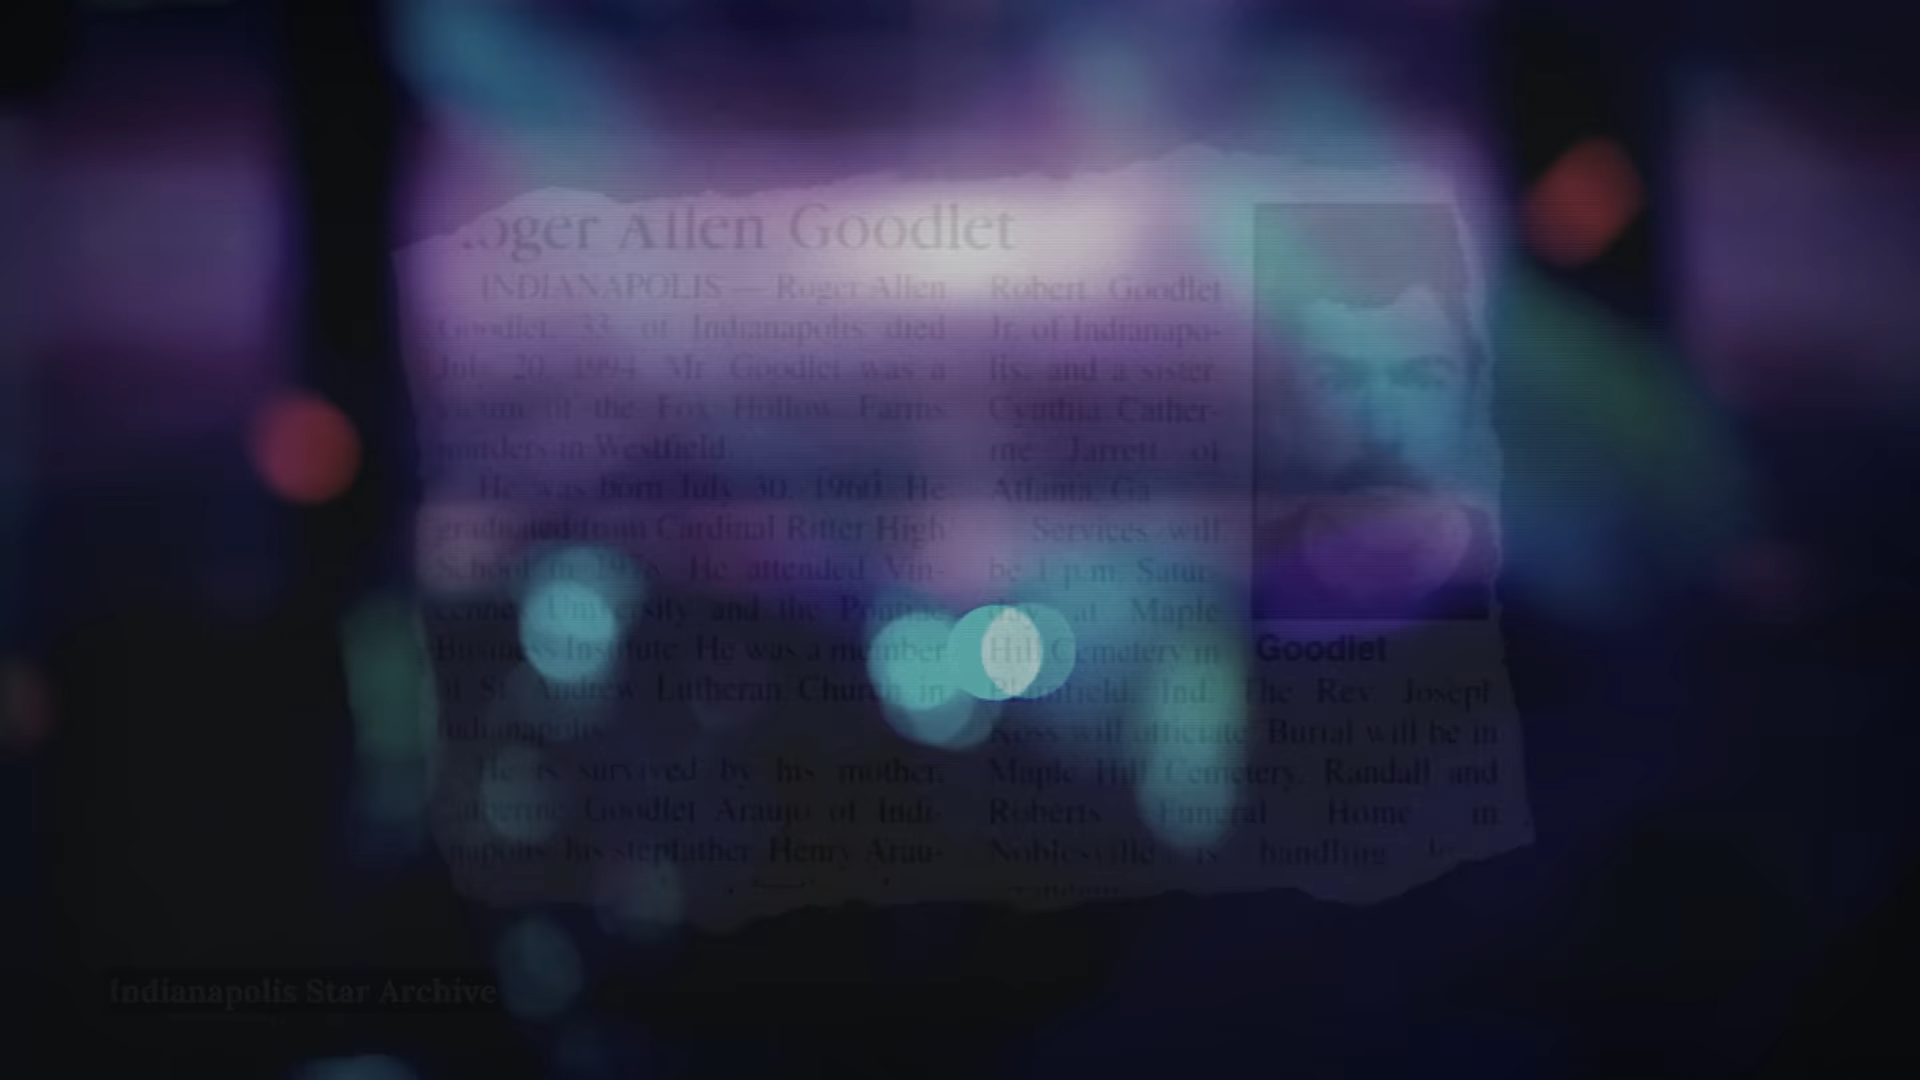 oger Allen Goodlet
INDIANAPOLIS — Roger Allen
Goodlet, 33, of Indianapolis died
July 20, 1994. Mr. Goodlet was a
victim of the Fox Hollow Farms
murders in Westfield.
He was born July 30, 1960. He
graduated from Cardinal Ritter High
School in He attended Vin-
cennes University and the Pontiac
Business Institute. He was a member
of St. Andrew Lutheran Church in
Indianapolis.
He is survived by his mother,
Catherine Goodlet Araujo of Indi-
anapolis, his stepfather, Henry Arau-
Robert Goodlet
Jr. of Indianapo-
lis, and a sister,
Cynthia Cather-
ine Jarrett of
Atlanta, Ga.
Services will
be 1 p.m. Satur-
day at Maple
Hill Cemetery in
Goodlet
Plainfield, Ind. The Rev. Joseph
Ross will officiate. Burial will be in
Maple Hill Cemetery. Randall and
Roberts Funeral Home in
Noblesville is handling
Indianapolis Star Archive